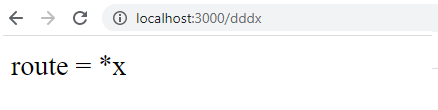 localhost:3000/dddx
route = *x